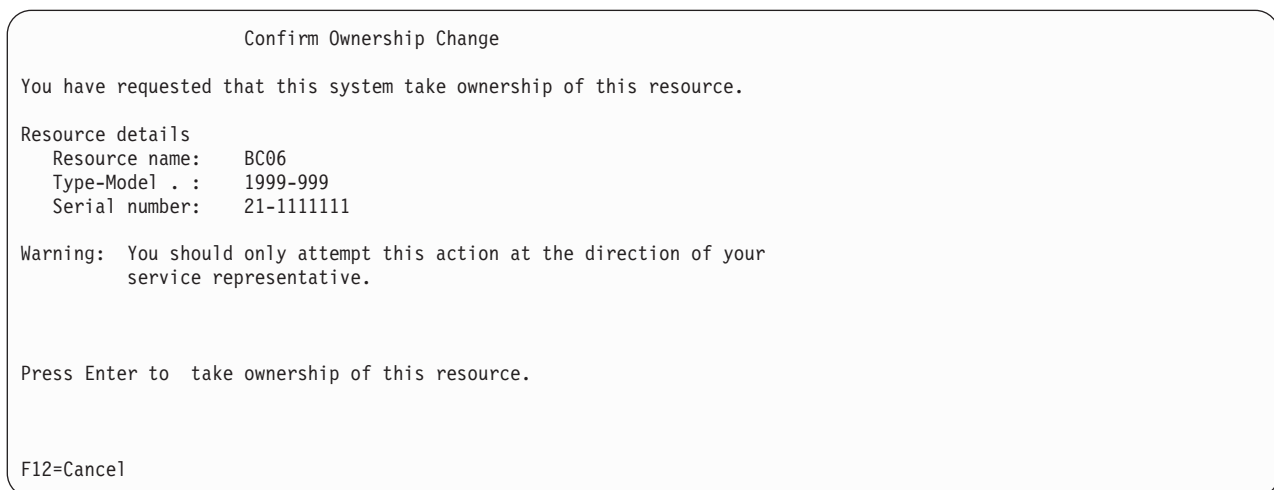 Confirm Ownership Change
You have requested that this system take ownership of this resource.
Resource details
Resource name: BC06
Type-Model . : 1999-999
Serial number: 21-1111111
Warning: You should only attempt this action at the direction of your
service representative.
Press Enter to take ownership of this resource.
F12=Cancel